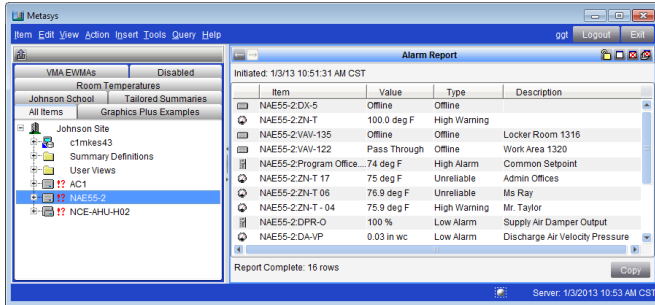 Metasys
Item Edit View Action Insert Tools Query Help
ggt Logout Exit
VMA EWMAs Disabled
Room Temperatures
Johnson School Tailored Summaries
All Items Graphics Plus Examples
Johnson Site
c1mkes43
Summary Definitions
User Views
!? AC1
!? NAE55-2
!? NCE-AHU-H02
Alarm Report
Initiated: 1/3/13 10:51:31 AM CST
Item Value Type Description
NAE55-2:DX-5 Offline Offline
NAE55-2:ZN-T 100.0 deg F High Warning
NAE55-2:VAV-135 Offline Offline Locker Room 1316
NAE55-2:VAV-122 Pass Through Offline Work Area 1320
NAE55-2:Program Office... 74 deg F High Alarm Common Setpoint
NAE55-2:ZN-T 17 75 deg F Unreliable Admin Offices
NAE55-2:ZN-T 06 76.9 deg F Unreliable Ms Ray
NAE55-2:ZN-T - 04 75.9 deg F High Warning Mr. Taylor
NAE55-2:DPR-O 100 % Low Alarm Supply Air Damper Output
NAE55-2:DA-VP 0.03 in wc Low Alarm Discharge Air Velocity Pressure
Report Complete: 16 rows
Copy
Server: 1/3/2013 10:53 AM CST